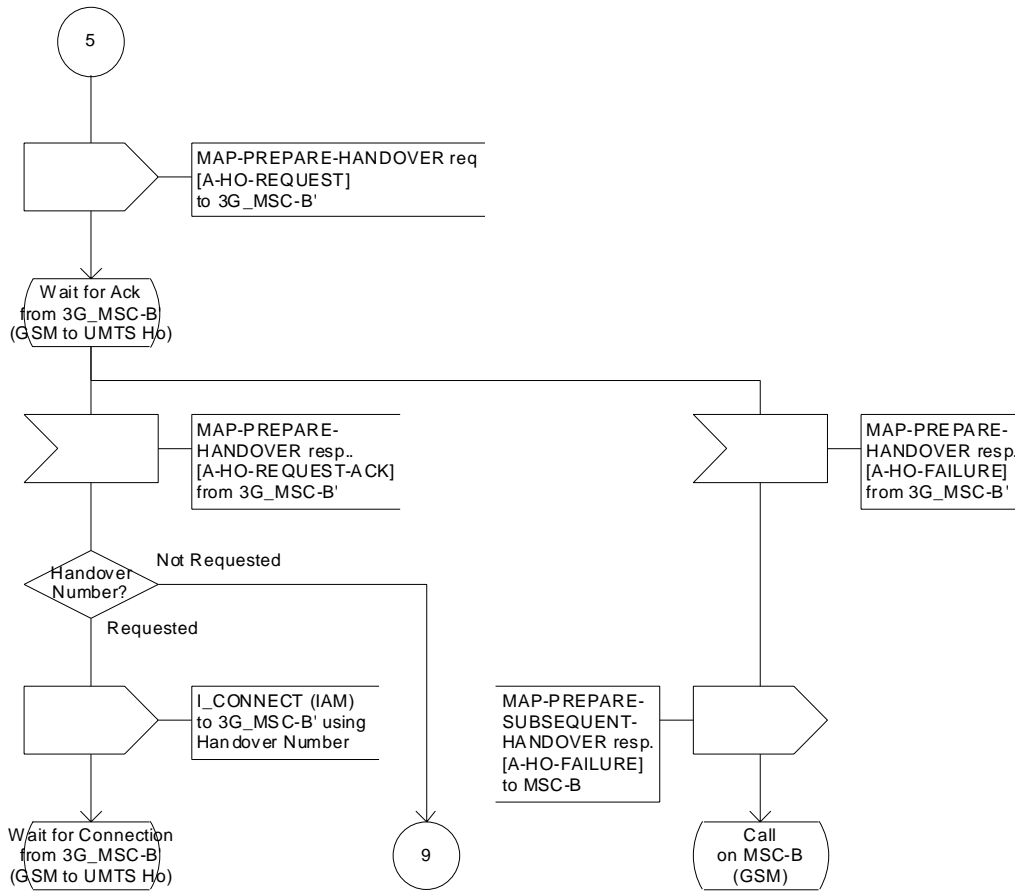 5
MAP-PREPARE-HANDOVER req
[A-HO-REQUEST]
to 3G_MSC-B'
Wait for Ack
from 3G_MSC-B'
(GSM to UMTS Ho)
MAP-PREPARE-
HANDOVER resp..
[A-HO-REQUEST-ACK]
from 3G_MSC-B'
MAP-PREPARE-
HANDOVER resp.
[A-HO-FAILURE]
from 3G_MSC-B'
Handover
Number?
Not Requested
Requested
I_CONNECT (IAM)
to 3G_MSC-B' using
Handover Number
MAP-PREPARE-
SUBSEQUENT-
HANDOVER resp.
[A-HO-FAILURE]
to MSC-B
Wait for Connection
from 3G_MSC-B'
(GSM to UMTS Ho)
9
Call
on MSC-B
(GSM)